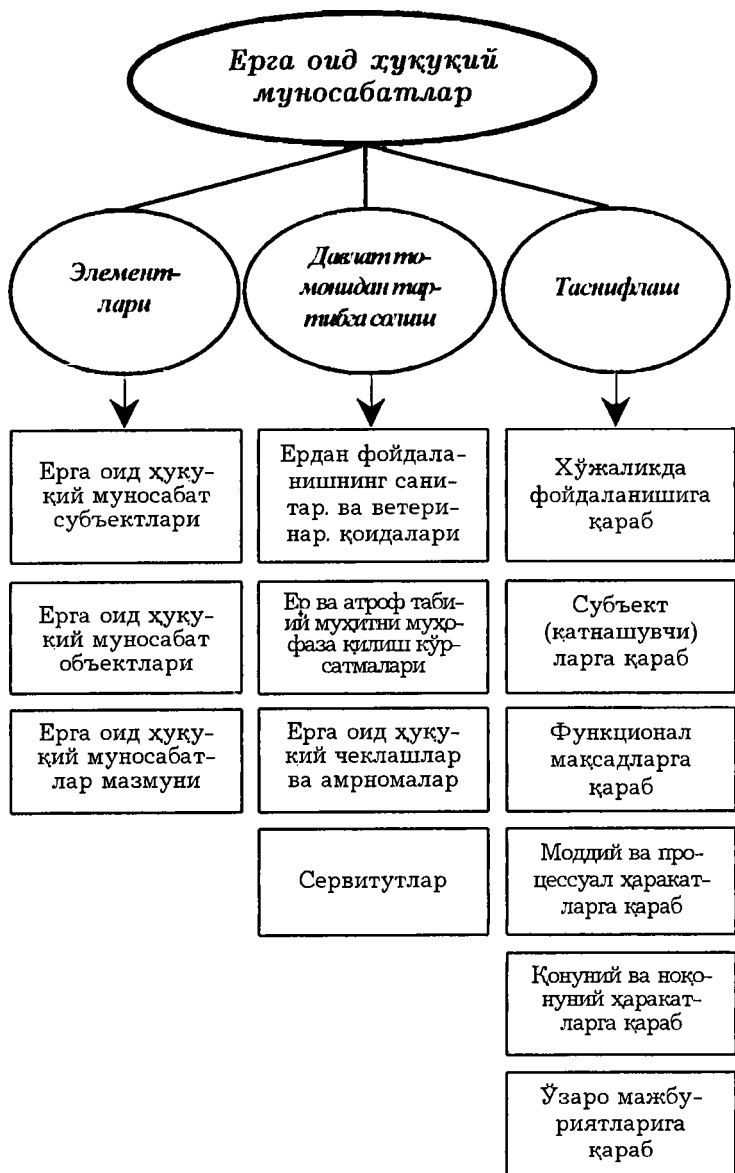 Ерга оид ҳуқуқий
муносабатлар
Элемент-
лари
Давлат то-
монидан тар-
тибга солиш
Таснифлаш
Ерга оид ҳуқу-
қий муносабат
субъектлари
Ерга оид ҳуқу-
қий муносабат
объектлари
Ерга оид ҳуқу-
қий муносабат-
лар мазмуни
Ердан фойдала-
нишнинг сани-
тар. ва ветери-
нар. қоидалари
Ер ва атроф таби-
ий муҳитни муҳо-
фаза қилиш кўр-
сатмалари
Ерга оид ҳуқу-
қий чеклашлар
ва амрномалар
Сервитутлар
Хўжаликда
фойдаланишига
қараб
Субъект
(қатнашувчи)
ларга қараб
Функционал
мақсадларга
қараб
Моддий ва про-
цессуал ҳаракат-
ларга қараб
Қонуний ва ноқо-
нуний ҳаракат-
ларга қараб
Ўзаро мажбу-
риятларига
қараб